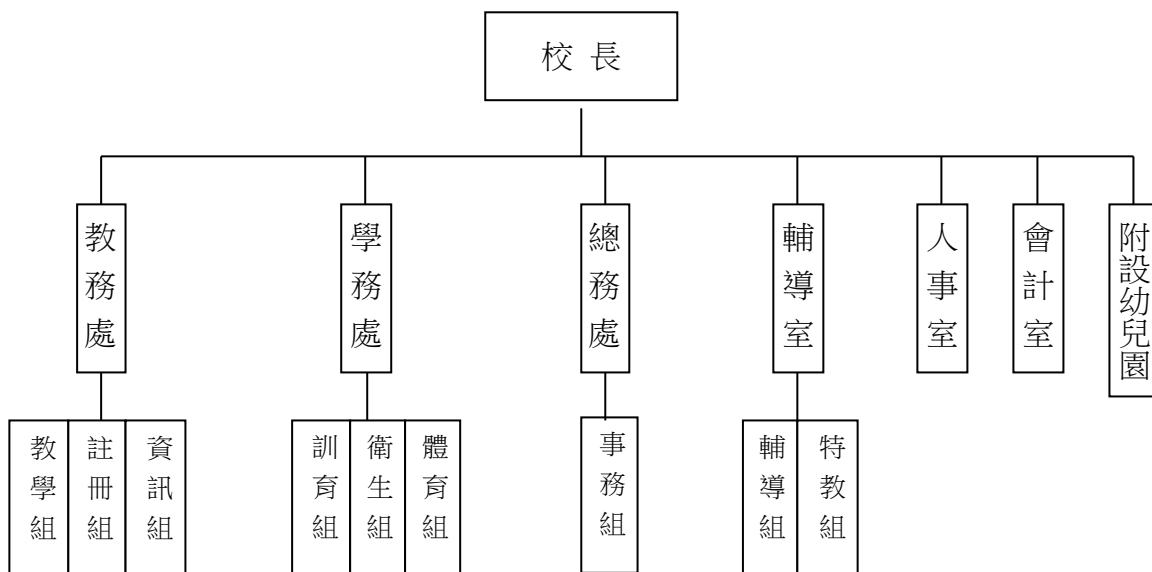 校 長
教務處
學務處
總務處
輔導室
人事室
會計室
附設幼兒園
教學組
註冊組
資訊組
訓育組
衛生組
體育組
事務組
輔導組
特教組